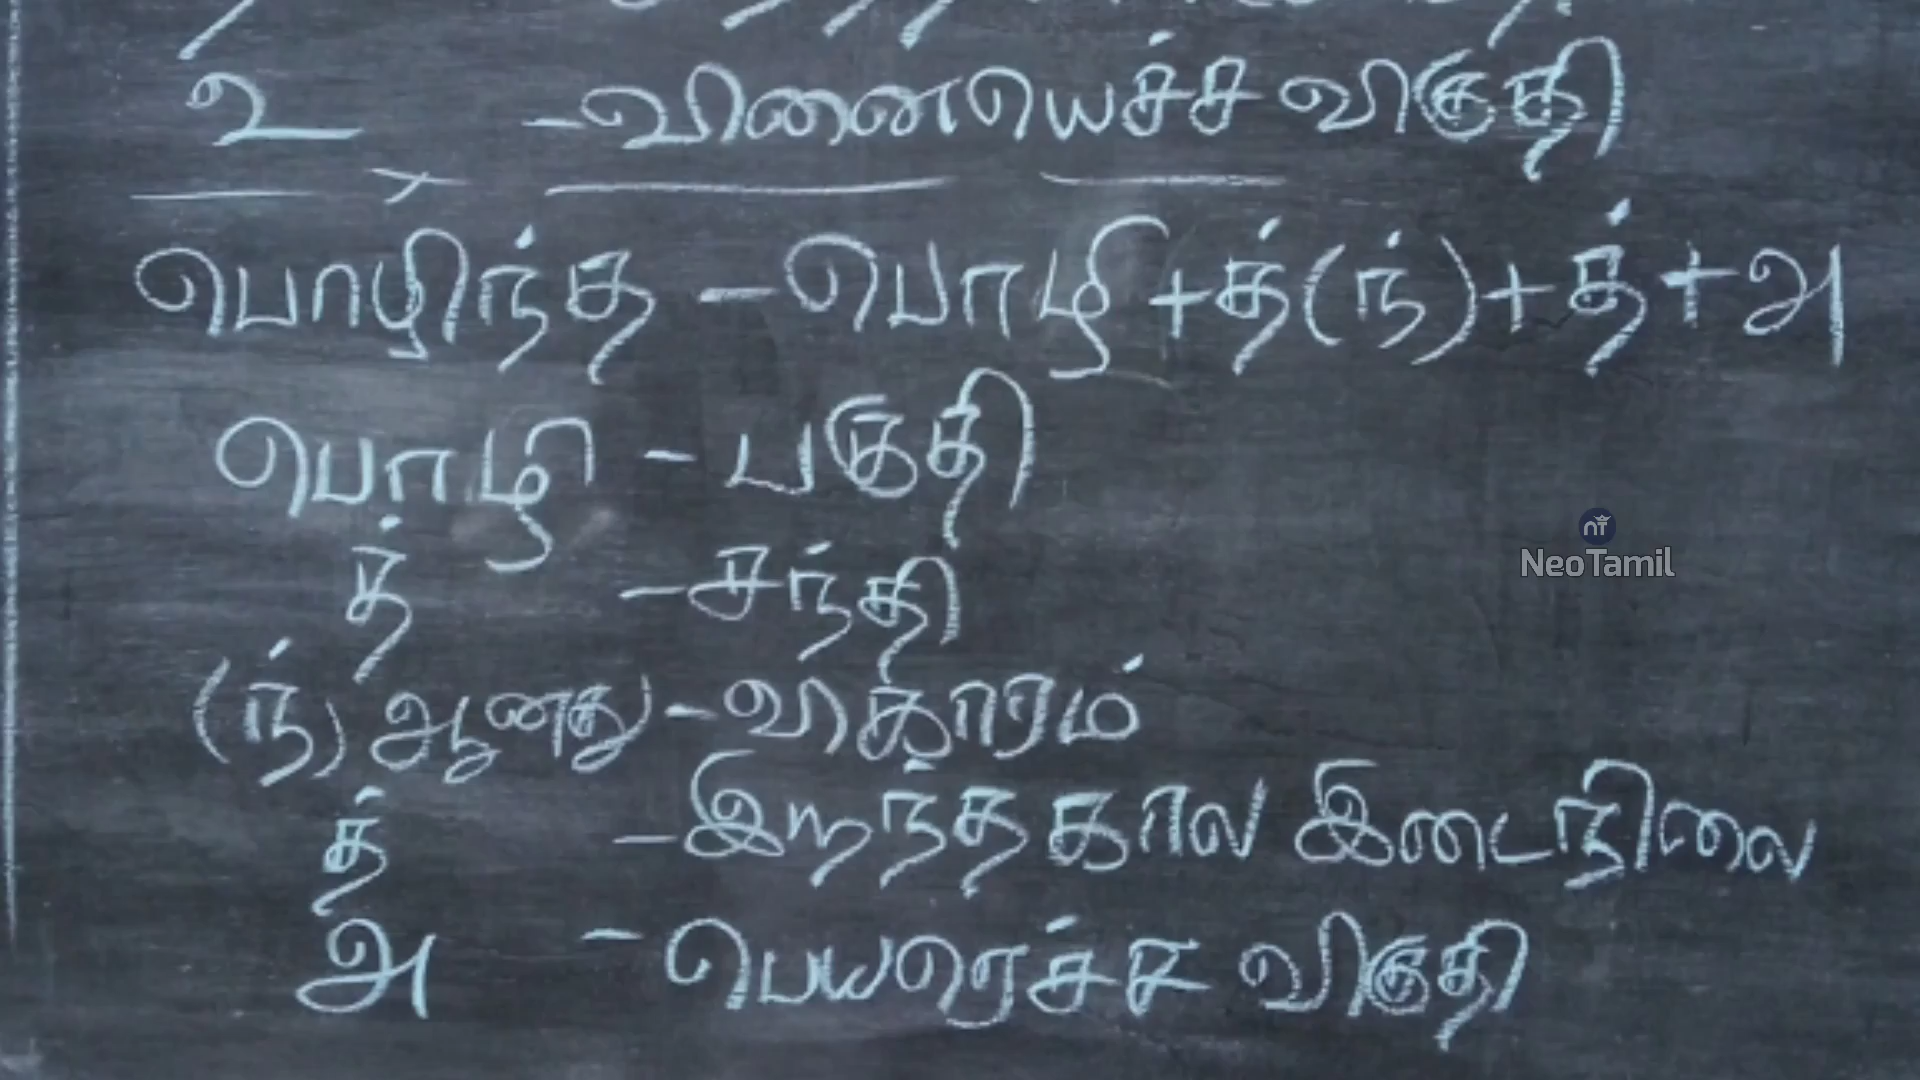 உ - வினையெச்ச விகுதி
பொழிந்த - பொழி + த்(ந்) + த் + அ
பொழி - பகுதி
த் - சந்தி
(ந்) ஆனது - விகாரம்
த் - இறந்தகால இடைநிலை
அ - பெயரெச்ச விகுதி
NeoTamil